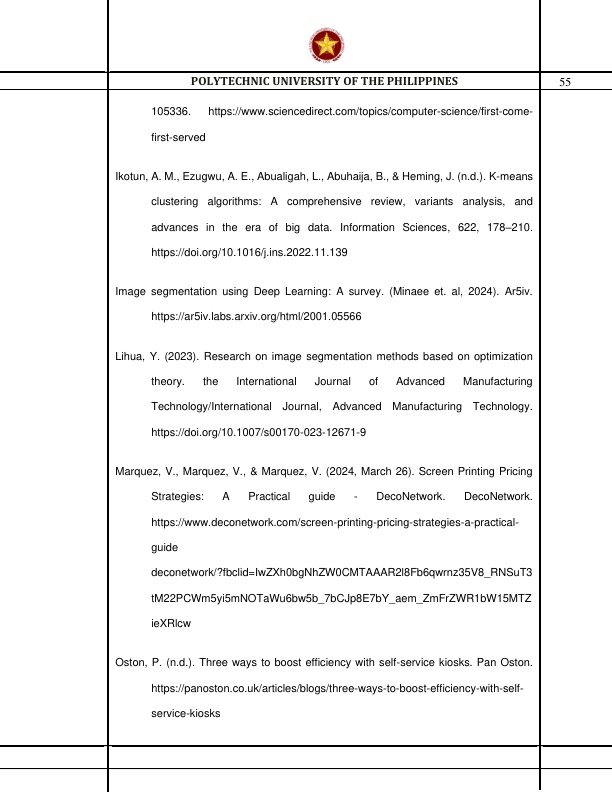 POLYTECHNIC UNIVERSITY OF THE PHILIPPINES 55
105336. https://www.sciencedirect.com/topics/computer-science/first-come-
first-served
Ikotun, A. M., Ezugwu, A. E., Abualigah, L., Abuhaija, B., & Heming, J. (n.d.). K-means
clustering algorithms: A comprehensive review, variants analysis, and
advances in the era of big data. Information Sciences, 622, 178–210.
https://doi.org/10.1016/j.ins.2022.11.139
Image segmentation using Deep Learning: A survey. (Minaee et. al, 2024). Ar5iv.
https://ar5iv.labs.arxiv.org/html/2001.05566
Lihua, Y. (2023). Research on image segmentation methods based on optimization
theory. the International Journal of Advanced Manufacturing
Technology/International Journal, Advanced Manufacturing Technology.
https://doi.org/10.1007/s00170-023-12671-9
Marquez, V., Marquez, V., & Marquez, V. (2024, March 26). Screen Printing Pricing
Strategies: A Practical guide - DecoNetwork. DecoNetwork.
https://www.deconetwork.com/screen-printing-pricing-strategies-a-practical-
guide
deconetwork/?fbclid=IwZXh0bgNhZW0CMTAAAR2l8Fb6qwrnz35V8_RNSuT3
tM22PCWm5yi5mNOTaWu6bw5b_7bCJp8E7bY_aem_ZmFrZWR1bW15MTZ
ieXRlcw
Oston, P. (n.d.). Three ways to boost efficiency with self-service kiosks. Pan Oston.
https://panoston.co.uk/articles/blogs/three-ways-to-boost-efficiency-with-self-
service-kiosks